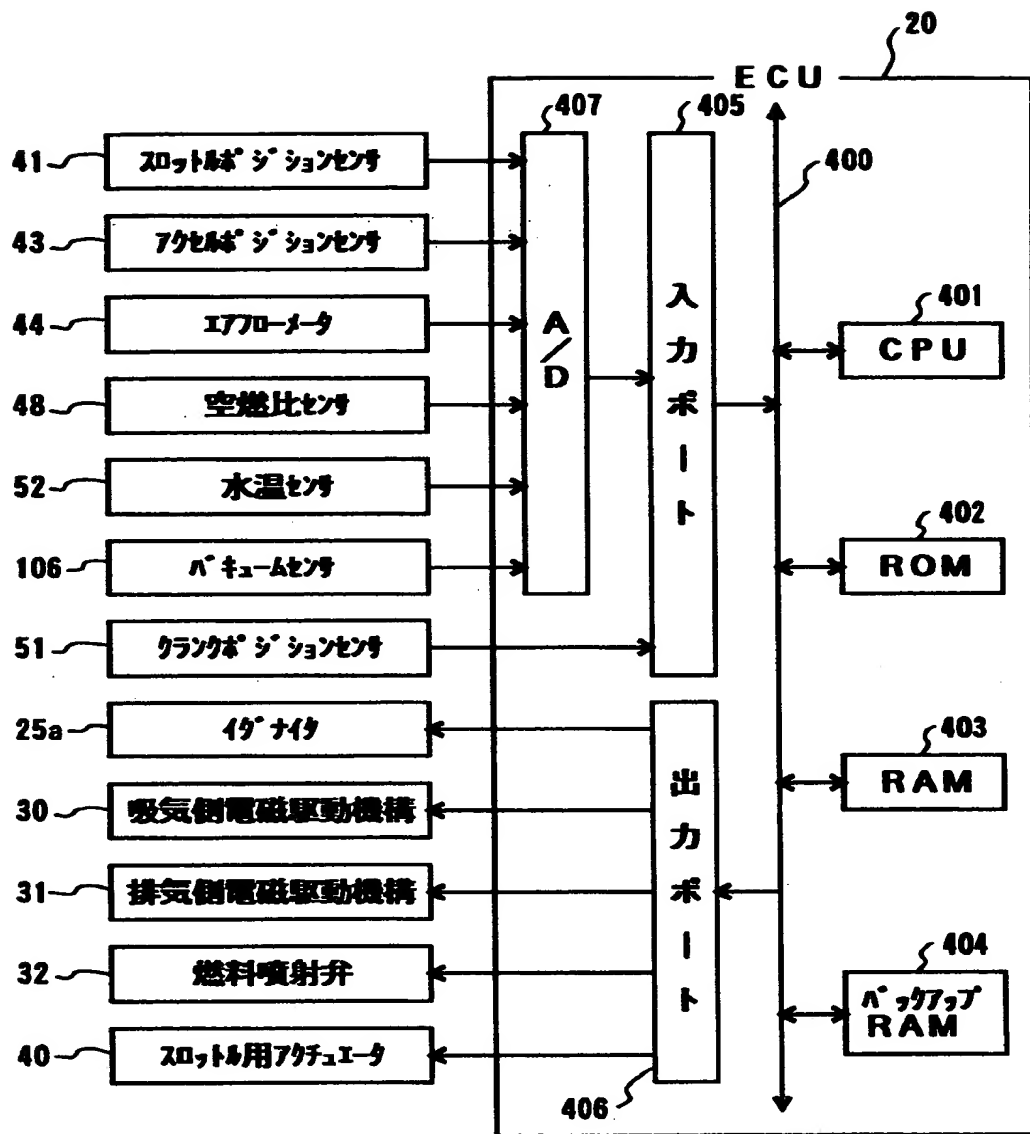 20
ECU
407
405
400
41 スロットルポジションセンサ
43 アクセルポジションセンサ
44 エアフローメータ
48 空燃比センサ
52 水温センサ
106 バキュームセンサ
51 クランクポジションセンサ
A/D
入力ポート
401
CPU
402
ROM
403
RAM
404
バックアップ
RAM
25a イグナイタ
30 吸気側電磁駆動機構
31 排気側電磁駆動機構
32 燃料噴射弁
40 スロットル用アクチュエータ
出力ポート
406